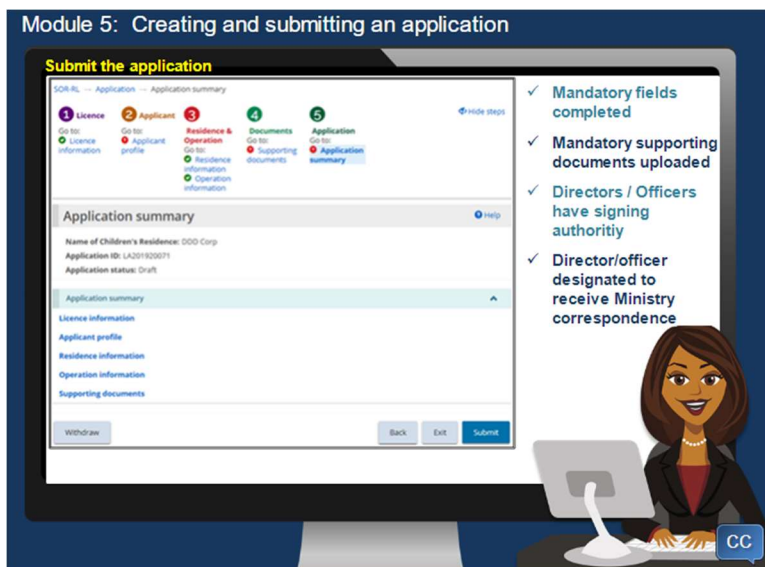 Module 5: Creating and submitting an application
Submit the application
SOR-RL → Application → Application summary
1 Licence
Go to:
Licence
information
2 Applicant
Go to:
Applicant
profile
3
Residence &
Operation
Go to:
Residence
information
Operation
information
4
Documents
Go to:
Supporting
documents
5
Application
Go to:
Application
summary
Hide steps
Application summary
Help
Name of Children's Residence: DDD Corp
Application ID: LA201920071
Application status: Draft
Application summary
Licence information
Applicant profile
Residence information
Operation information
Supporting documents
Withdraw
Back
Exit
Submit
✓ Mandatory fields
completed
✓ Mandatory supporting
documents uploaded
✓ Directors / Officers
have signing
authoritiy
✓ Director/officer
designated to
receive Ministry
correspondence
CC